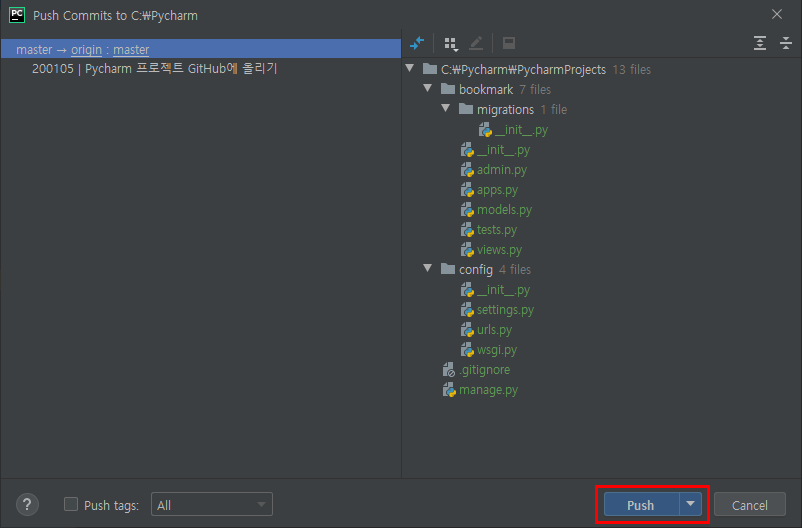 PC Push Commits to C:₩Pycharm
master → origin : master
200105 | Pycharm 프로젝트 GitHub에 올리기
C:₩Pycharm₩PycharmProjects 13 files
bookmark 7 files
migrations 1 file
__init__.py
__init__.py
admin.py
apps.py
models.py
tests.py
views.py
config 4 files
__init__.py
settings.py
urls.py
wsgi.py
.gitignore
manage.py
? Push tags: All Push Cancel